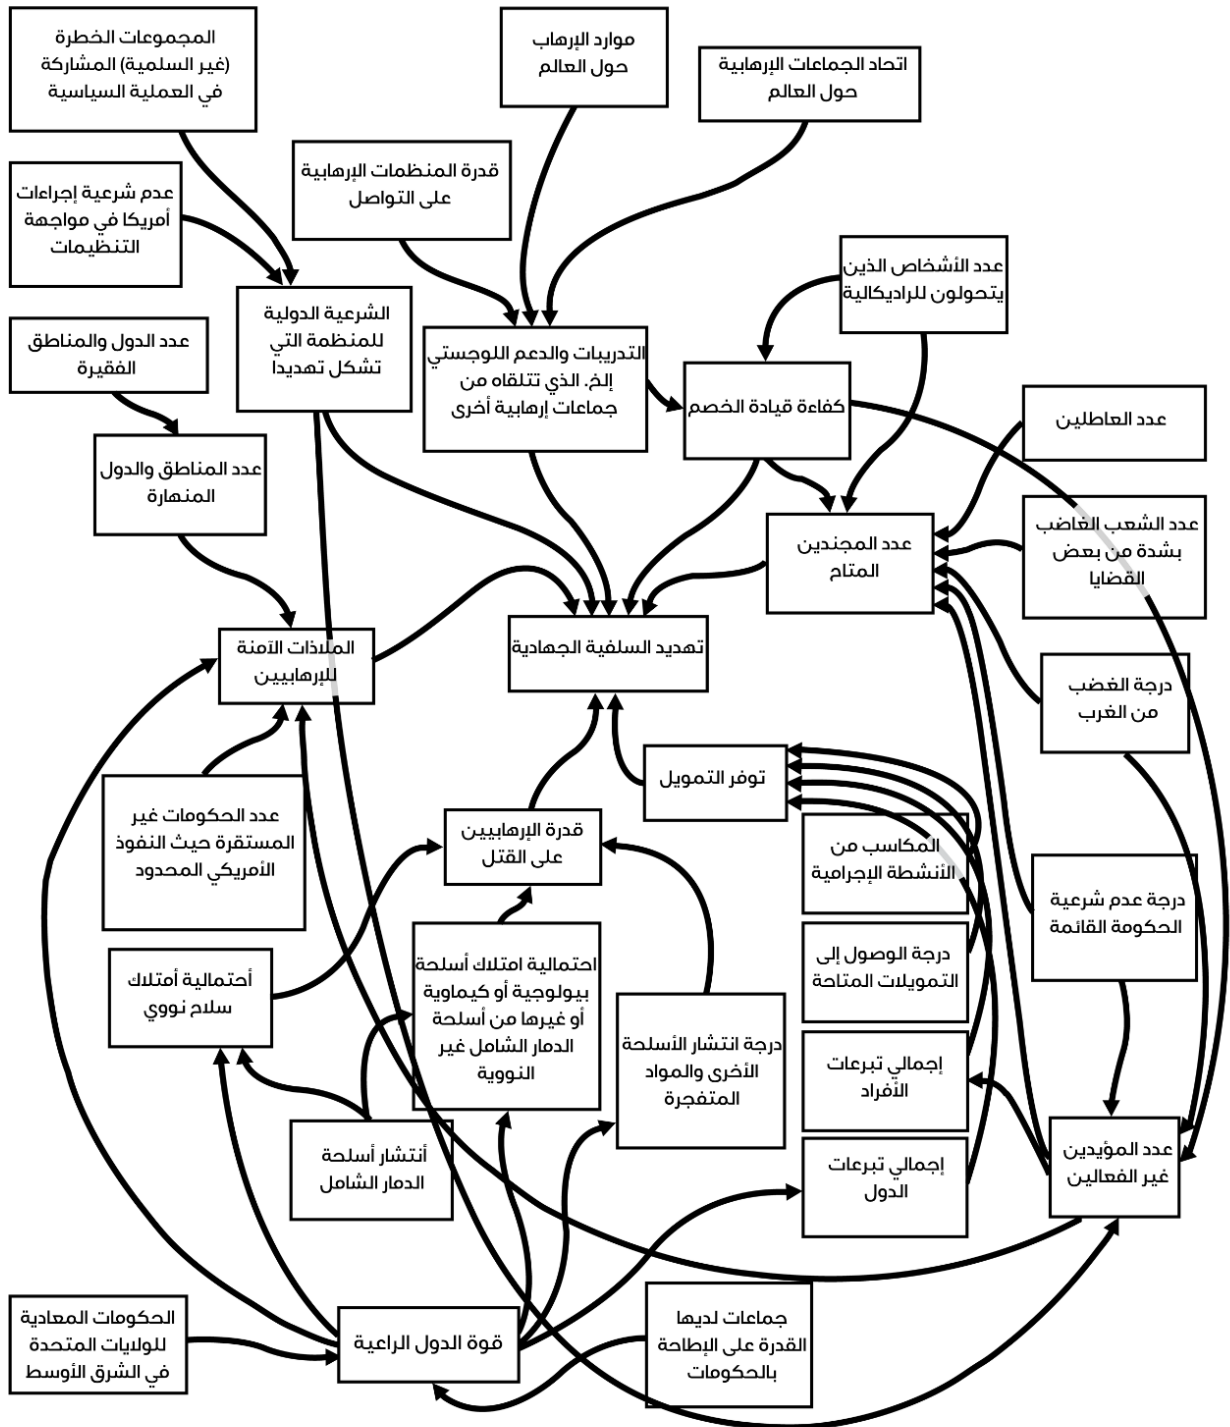 المجموعات الخطرة
(غير السلمية) المشاركة
في العملية السياسية
موارد الإرهاب
حول العالم
اتحاد الجماعات الإرهابية
حول العالم
عدم شرعية إجراءات
أمريكا في مواجهة
التنظيمات
قدرة المنظمات الإرهابية
على التواصل
عدد الأشخاص الذين
يتحولون للراديكالية
الشرعية الدولية
للمنظمة التي
تشكل تهديدا
عدد الدول والمناطق
الفقيرة
التدريبات والدعم اللوجستي
إلخ. الذي تتلقاه من
جماعات إرهابية أخرى
كفاءة قيادة الخصم
عدد العاطلين
عدد المناطق والدول
المنهارة
عدد المجندين
المتاح
عدد الشعب الغاضب
بشدة من بعض
القضايا
الملاذات الآمنة
للإرهابيين
تهديد السلفية الجهادية
درجة الغضب
من الغرب
توفر التمويل
عدد الحكومات غير
المستقرة حيث النفوذ
الأمريكي المحدود
قدرة الإرهابيين
على القتل
المكاسب من
الأنشطة الإجرامية
درجة عدم شرعية
الحكومة القائمة
أحتمالية أمتلاك
سلاح نووي
احتمالية امتلاك أسلحة
بيولوجية أو كيماوية
أو غيرها من أسلحة
الدمار الشامل غير
النووية
درجة الوصول إلى
التمويلات المتاحة
درجة انتشار الأسلحة
الأخرى والمواد
المتفجرة
إجمالي تبرعات
الأفراد
أنتشار أسلحة
الدمار الشامل
إجمالي تبرعات
الدول
عدد المؤيدين
غير الفعالين
الحكومات المعادية
للولايات المتحدة
في الشرق الأوسط
قوة الدول الراعية
جماعات لديها
القدرة على الإطاحة
بالحكومات